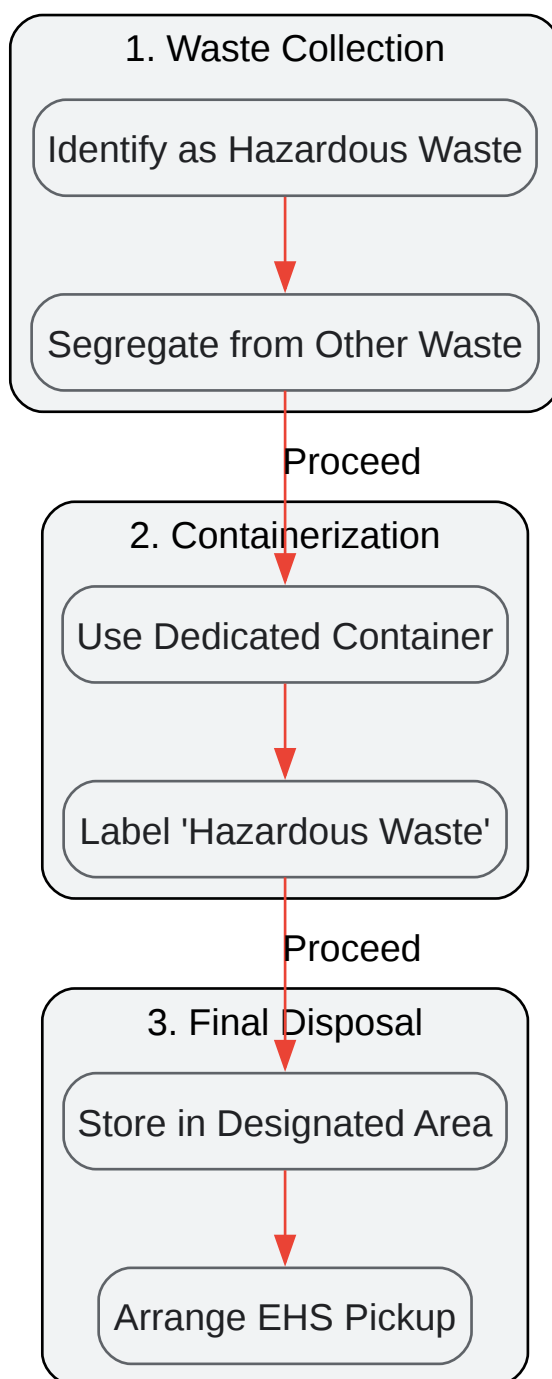 1. Waste Collection
Identify as Hazardous Waste
Segregate from Other Waste
Proceed
2. Containerization
Use Dedicated Container
Label 'Hazardous Waste'
Proceed
3. Final Disposal
Store in Designated Area
Arrange EHS Pickup